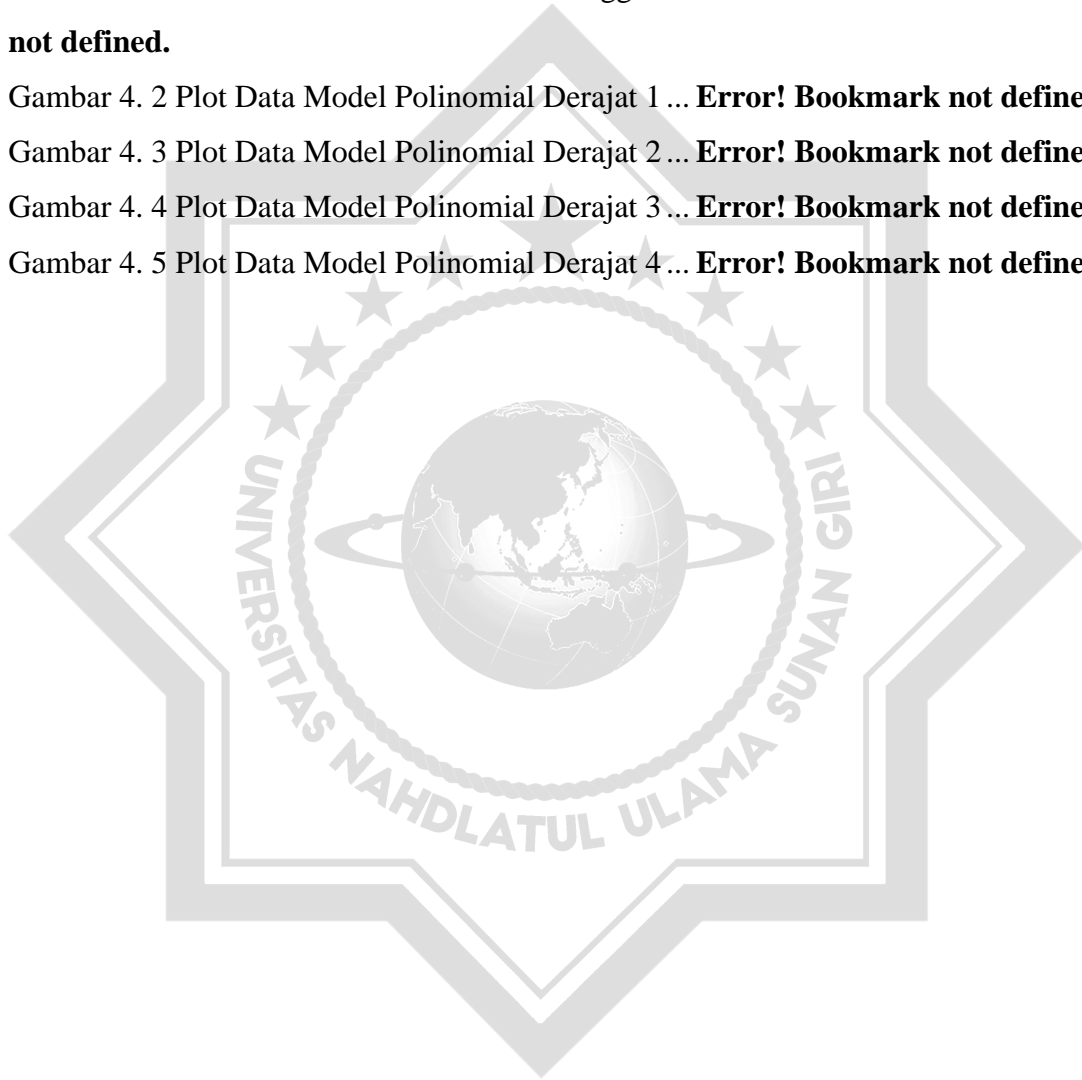 not defined.
Gambar 4. 2 Plot Data Model Polinomial Derajat 1 ... Error! Bookmark not define
Gambar 4. 3 Plot Data Model Polinomial Derajat 2 ... Error! Bookmark not define
Gambar 4. 4 Plot Data Model Polinomial Derajat 3 ... Error! Bookmark not define
Gambar 4. 5 Plot Data Model Polinomial Derajat 4 ... Error! Bookmark not define
UNIVERSITAS NAHDLATUL ULAMA SUNAN GIRI